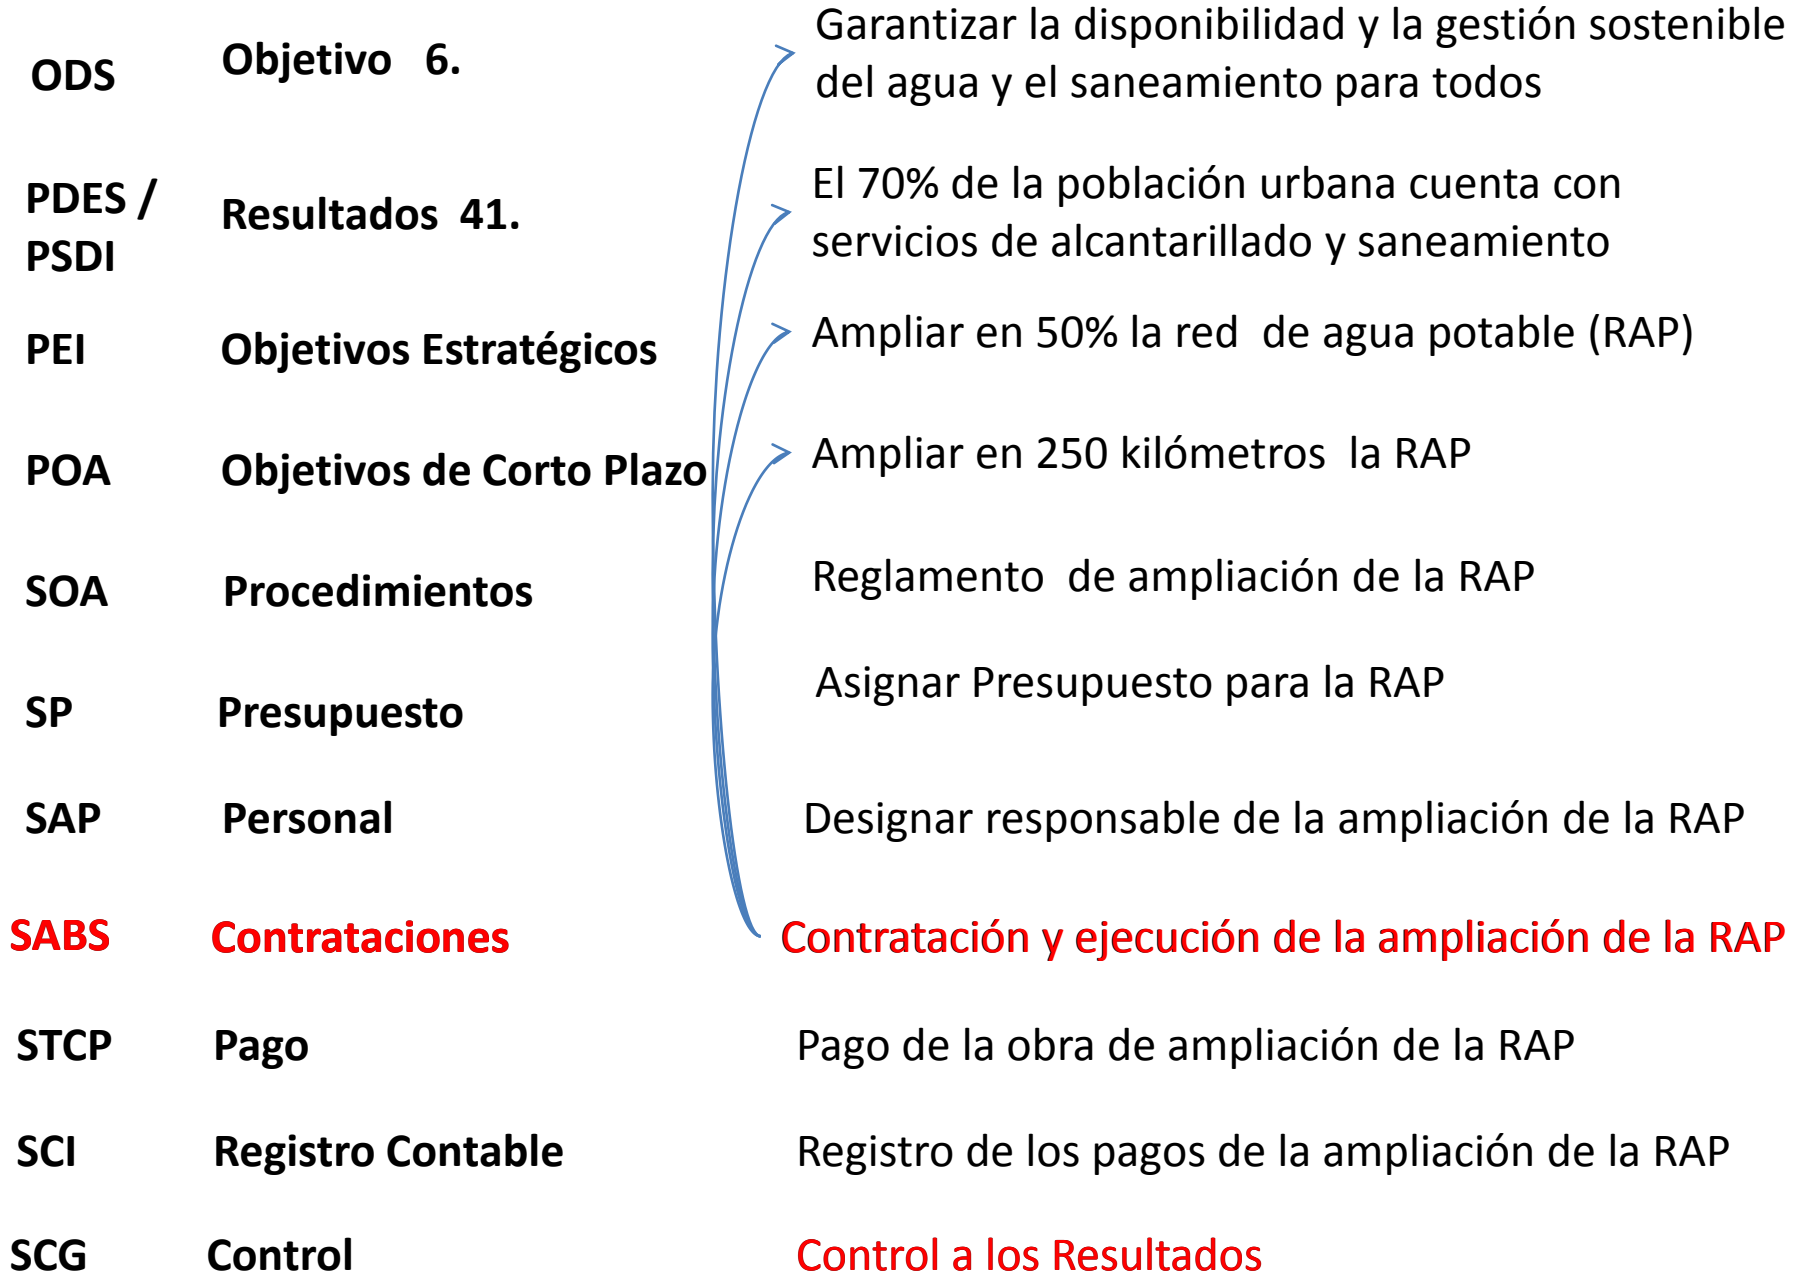 ODS Objetivo 6. Garantizar la disponibilidad y la gestión sostenible
del agua y el saneamiento para todos
PDES /
PSDI
Resultados 41.
El 70% de la población urbana cuenta con
servicios de alcantarillado y saneamiento
PEI Objetivos Estratégicos Ampliar en 50% la red de agua potable (RAP)
POA Objetivos de Corto Plazo Ampliar en 250 kilómetros la RAP
SOA Procedimientos Reglamento de ampliación de la RAP
SP Presupuesto Asignar Presupuesto para la RAP
SAP Personal Designar responsable de la ampliación de la RAP
SABS Contrataciones Contratación y ejecución de la ampliación de la RAP
STCP Pago Pago de la obra de ampliación de la RAP
SCI Registro Contable Registro de los pagos de la ampliación de la RAP
SCG Control Control a los Resultados